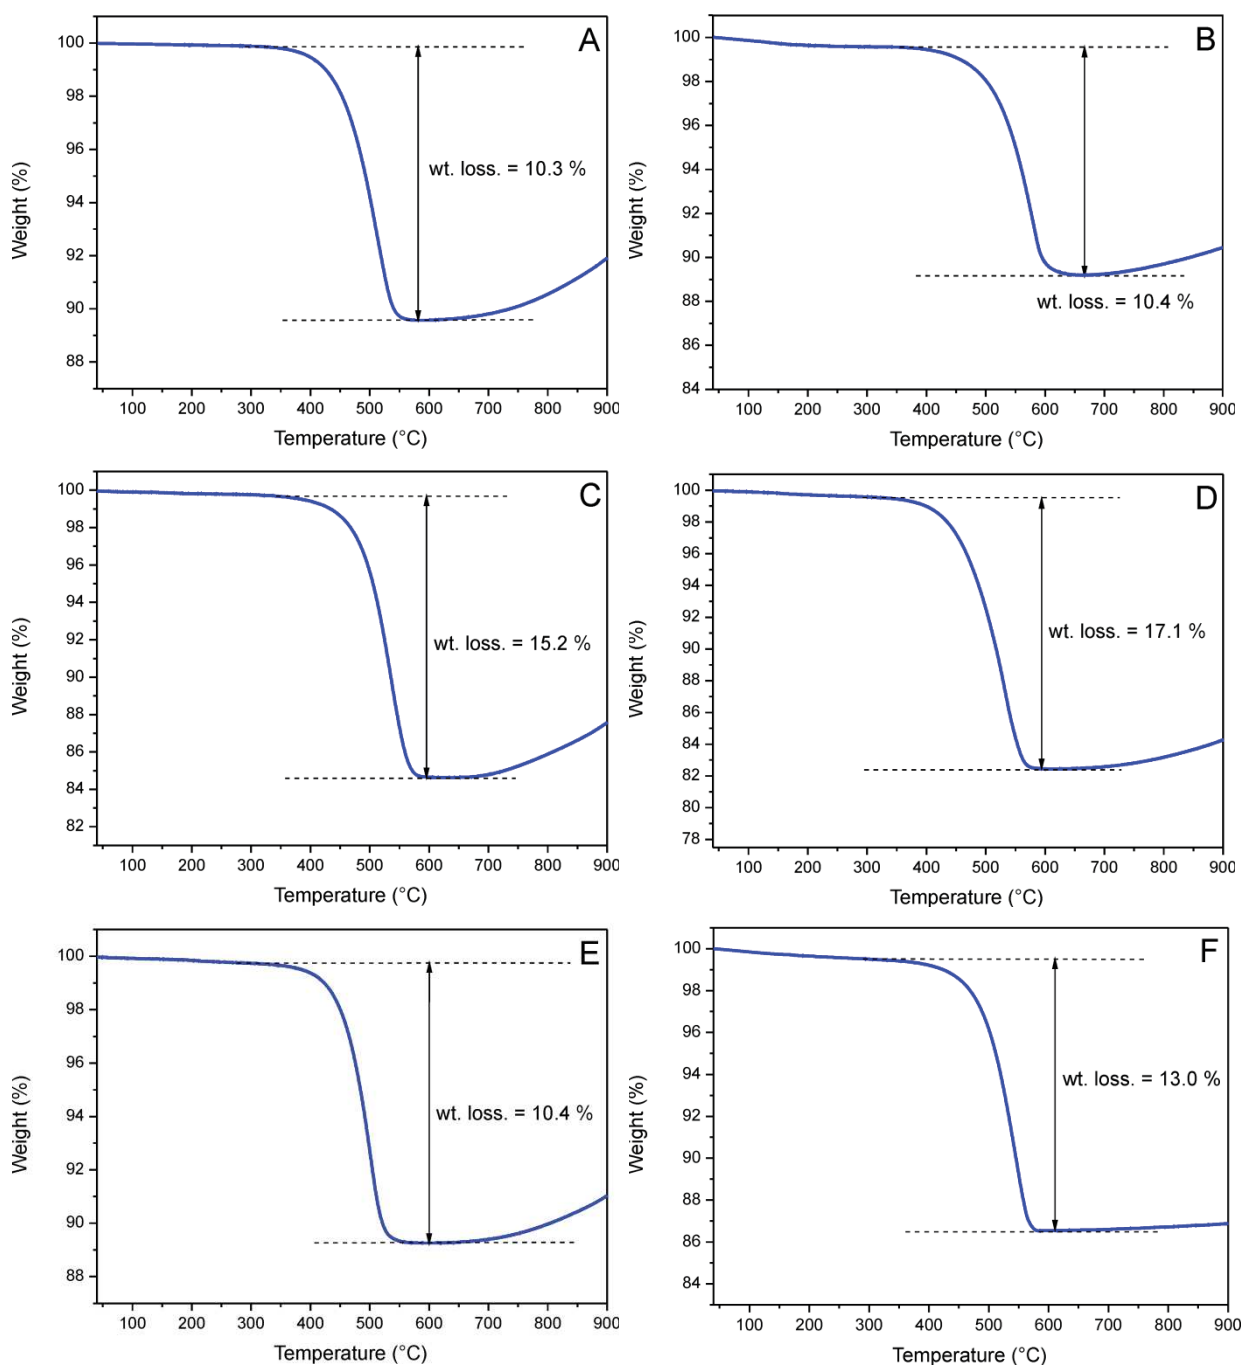 A
100
98
96
94
92
90
88
Weight (%)
wt. loss. = 10.3 %
100 200 300 400 500 600 700 800 900
Temperature (°C)
B
100
98
96
94
92
90
88
86
84
Weight (%)
wt. loss. = 10.4 %
100 200 300 400 500 600 700 800 900
Temperature (°C)
C
100
98
96
94
92
90
88
86
84
82
Weight (%)
wt. loss. = 15.2 %
100 200 300 400 500 600 700 800 900
Temperature (°C)
D
100
98
96
94
92
90
88
86
84
82
80
78
Weight (%)
wt. loss. = 17.1 %
100 200 300 400 500 600 700 800 900
Temperature (°C)
E
100
98
96
94
92
90
88
Weight (%)
wt. loss. = 10.4 %
100 200 300 400 500 600 700 800 900
Temperature (°C)
F
100
98
96
94
92
90
88
86
84
Weight (%)
wt. loss. = 13.0 %
100 200 300 400 500 600 700 800 900
Temperature (°C)